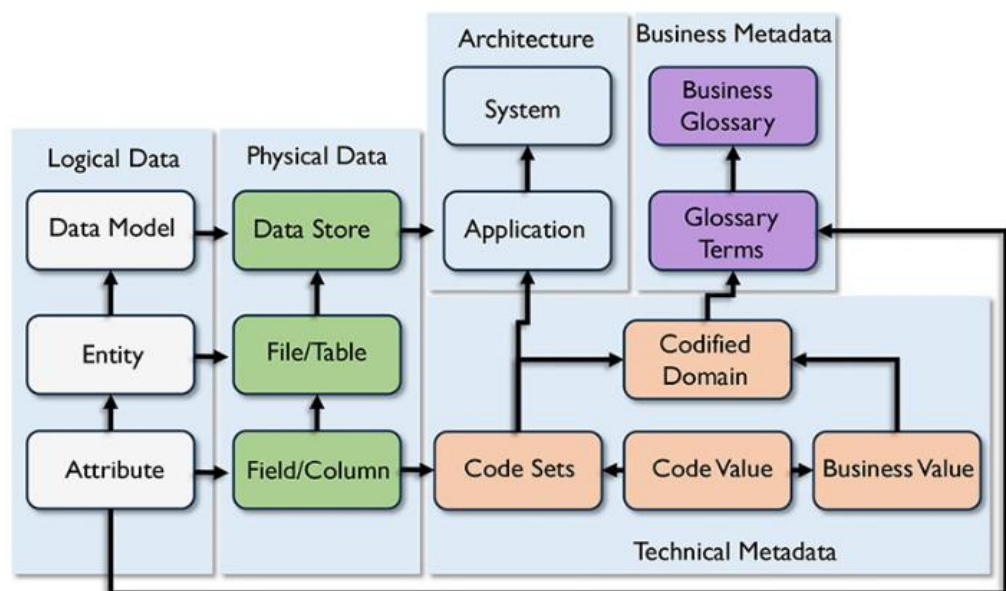 Architecture
Business Metadata
System
Business
Glossary
Logical Data
Physical Data
Data Model
Data Store
Application
Glossary
Terms
Entity
File/Table
Codified
Domain
Attribute
Field/Column
Code Sets
Code Value
Business Value
Technical Metadata